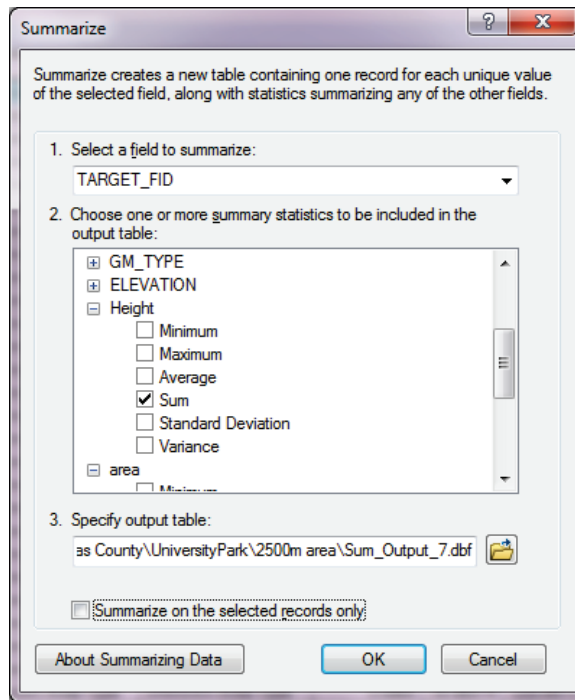 Summarize
Summarize creates a new table containing one record for each unique value
of the selected field, along with statistics summarizing any of the other fields.
1. Select a field to summarize:
TARGET_FID
2. Choose one or more summary statistics to be included in the
output table:
GM_TYPE
ELEVATION
Height
Minimum
Maximum
Average
Sum
Standard Deviation
Variance
area
Minimum
3. Specify output table:
as County\UniversityPark\2500m area\Sum_Output_7.dbf
Summarize on the selected records only
About Summarizing Data
OK
Cancel